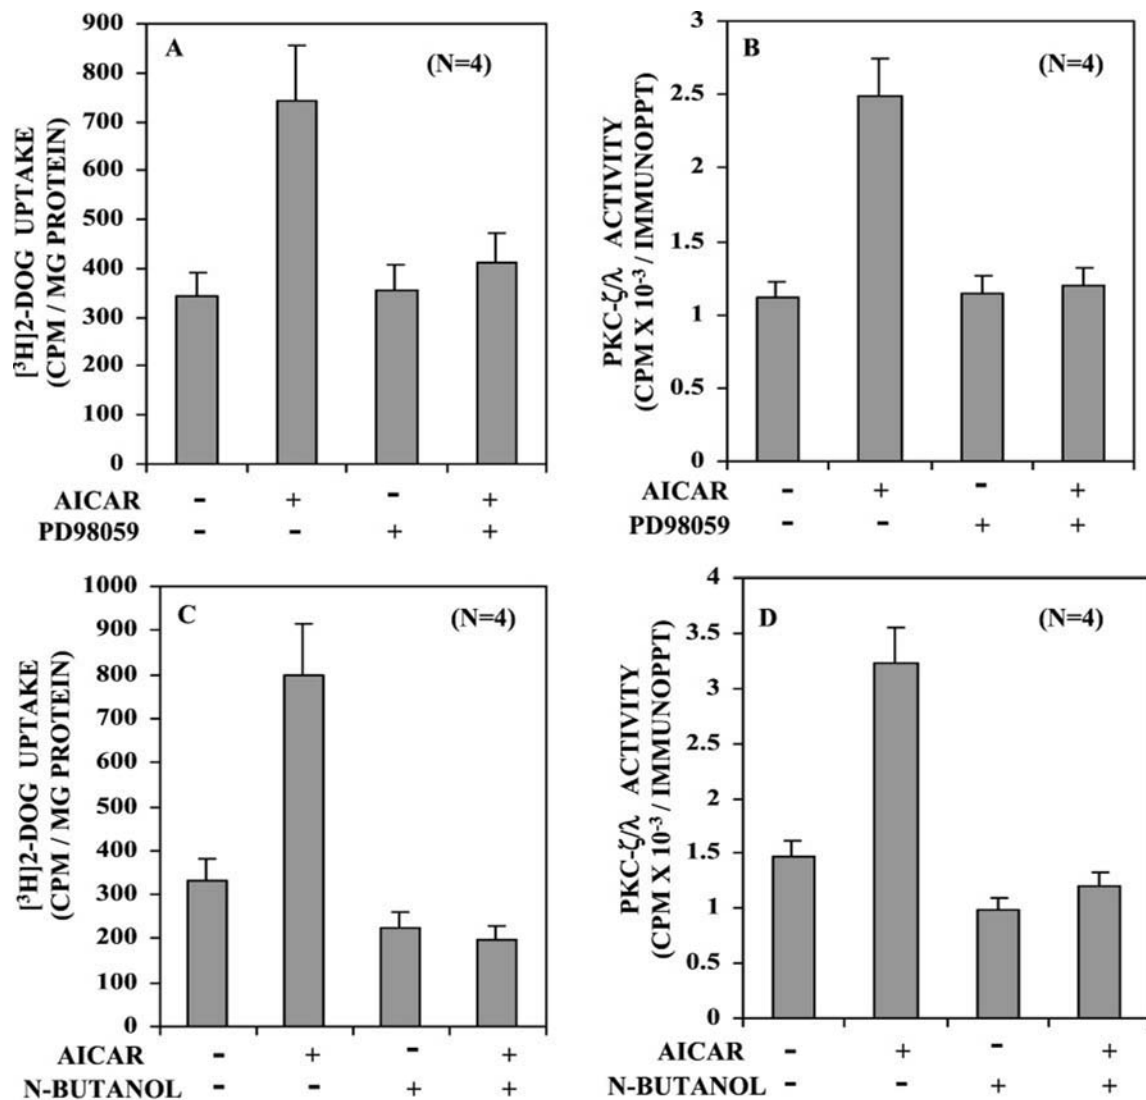 A
(N=4)
[³H]2-DOG UPTAKE
(CPM / MG PROTEIN)
900
800
700
600
500
400
300
200
100
0
AICAR - + - +
PD98059 - - + +
B
(N=4)
PKC-ζ/λ ACTIVITY
(CPM X 10⁻³ / IMMUNOPPT)
3
2.5
2
1.5
1
0.5
0
AICAR - + - +
PD98059 - - + +
C
(N=4)
[³H]2-DOG UPTAKE
(CPM / MG PROTEIN)
1000
900
800
700
600
500
400
300
200
100
0
AICAR - + - +
N-BUTANOL - - + +
D
(N=4)
PKC-ζ/λ ACTIVITY
(CPM X 10⁻³ / IMMUNOPPT)
4
3.5
3
2.5
2
1.5
1
0.5
0
AICAR - + - +
N-BUTANOL - - + +